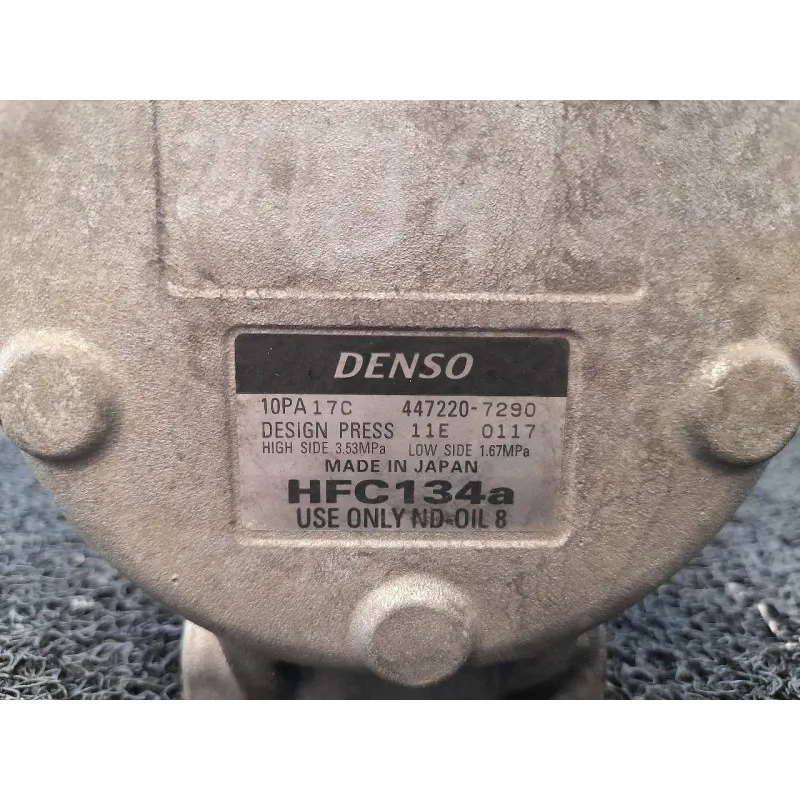 DENSO
10PA17C 447220-7290
DESIGN PRESS 11E 0117
HIGH SIDE 3.53MPa LOW SIDE 1.67MPa
MADE IN JAPAN
HFC134a
USE ONLY ND-OIL 8